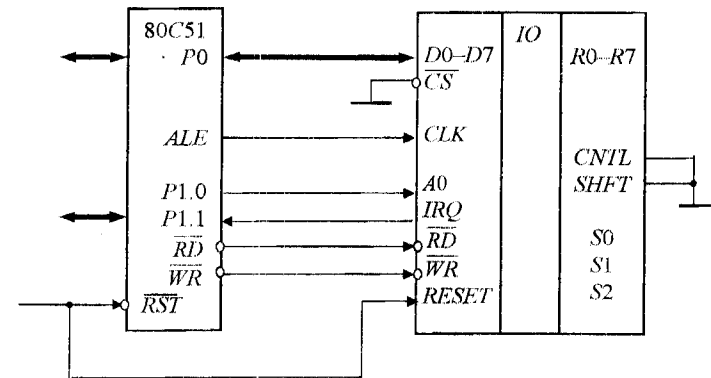 80C51
P0
ALE
P1.0
P1.1
RD
WR
RST
D0–D7
CS
CLK
A0
IRQ
RD
WR
RESET
IO
R0–R7
CNTL
SHFT
S0
S1
S2